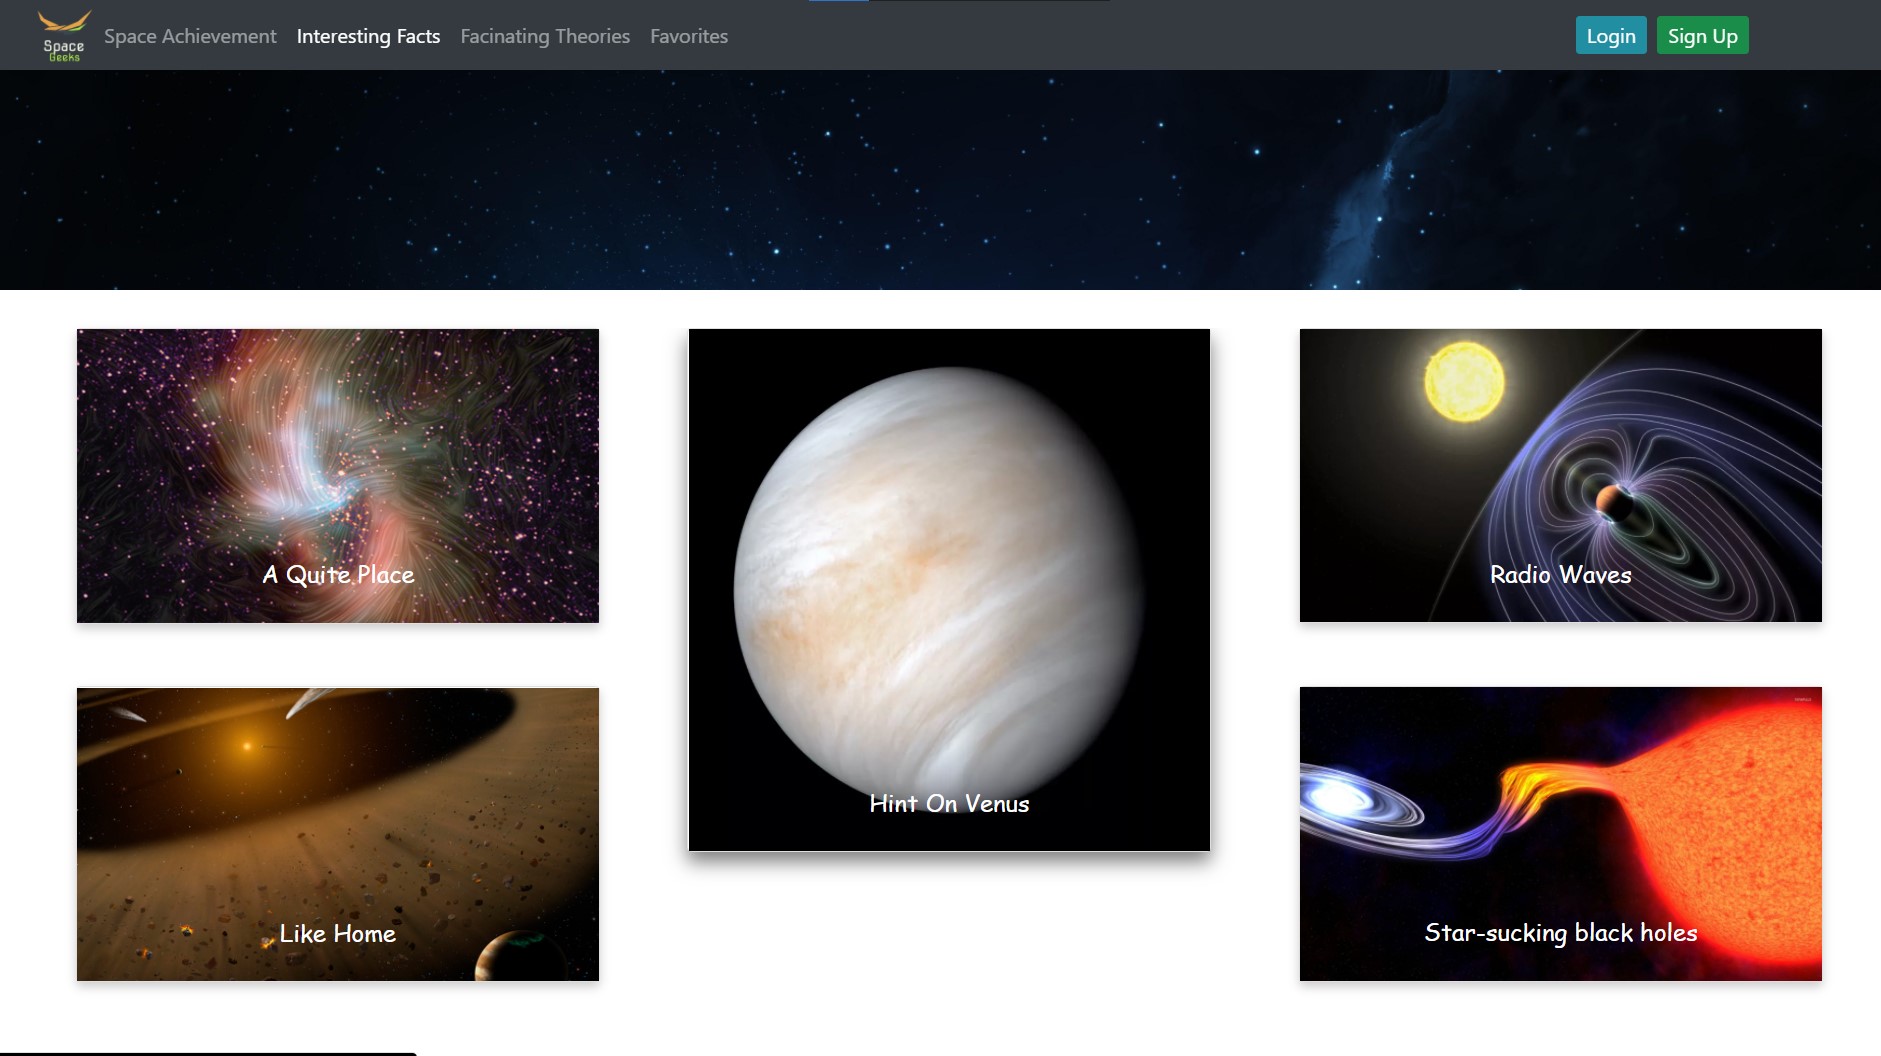 Space
Geeks
Space Achievement
Interesting Facts
Facinating Theories
Favorites
Login
Sign Up
A Quite Place
Hint On Venus
Radio Waves
Like Home
Star-sucking black holes